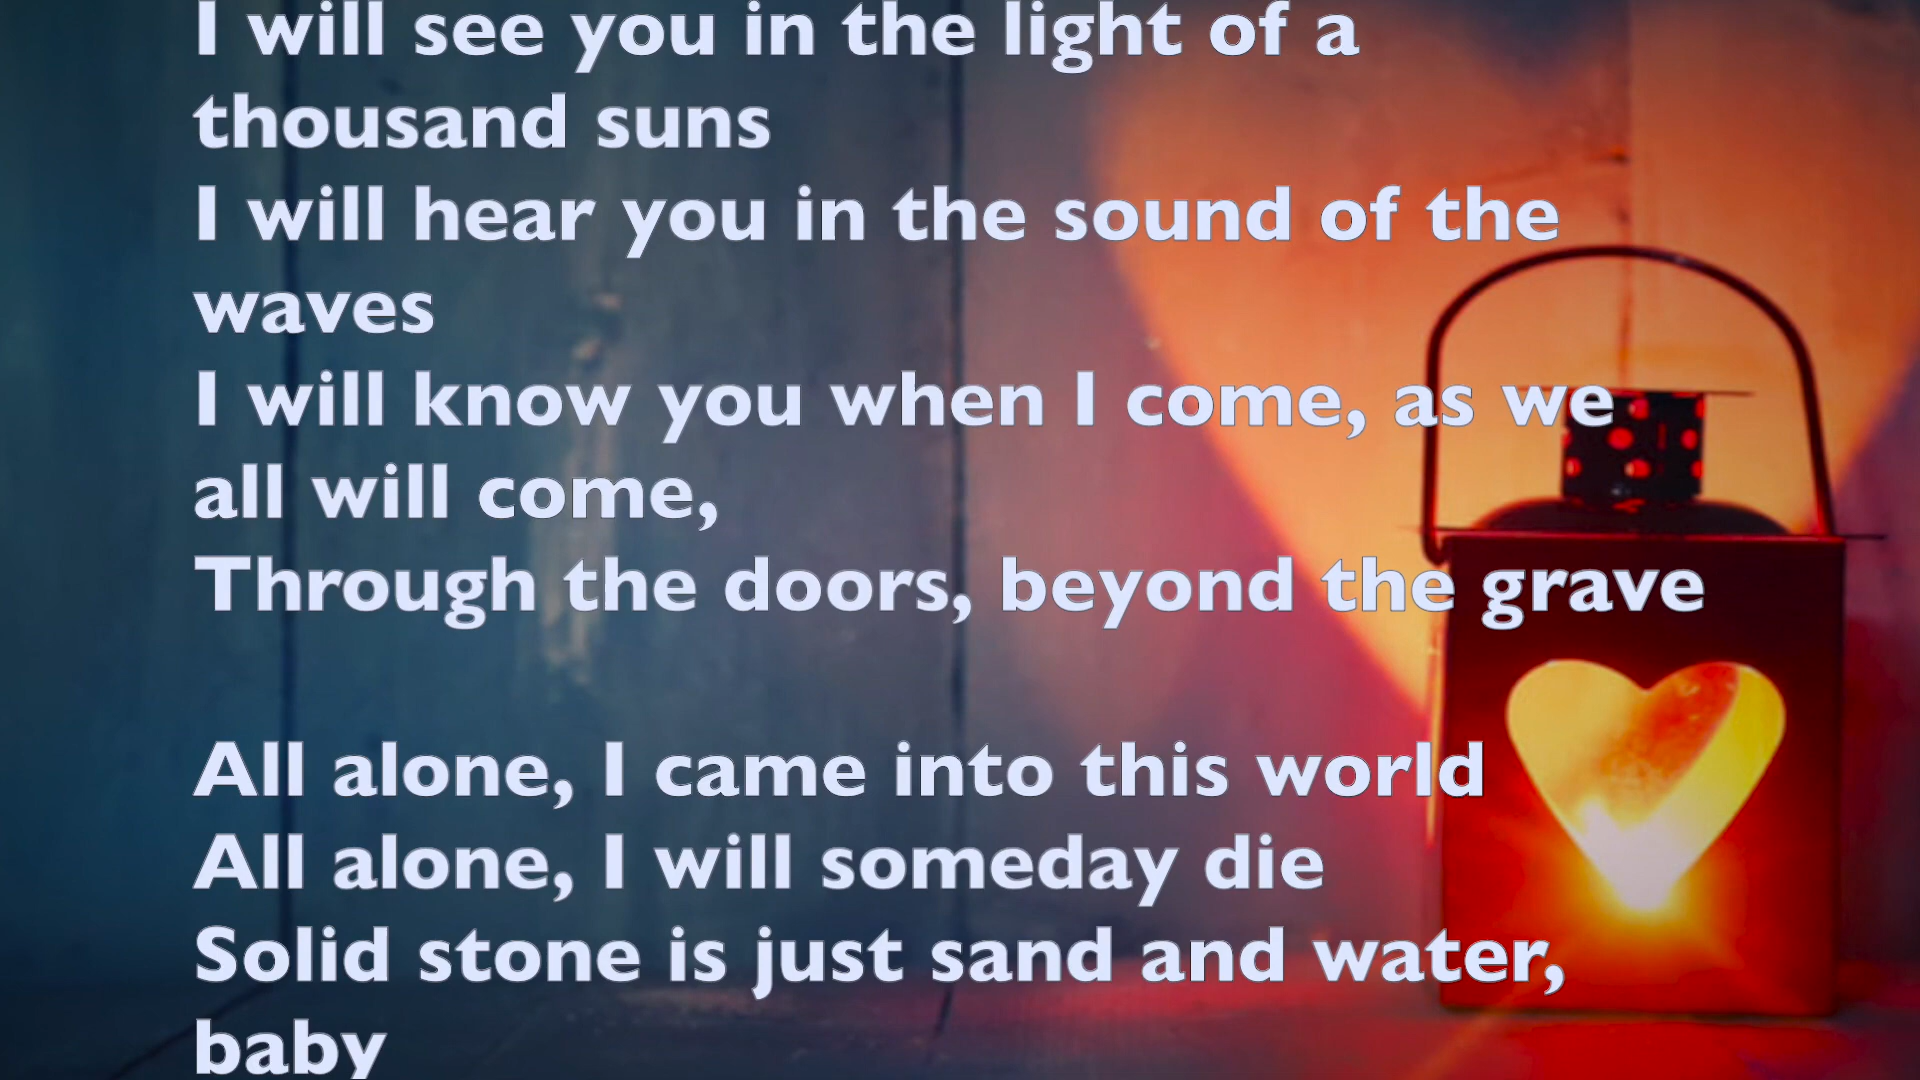 I will see you in the light of a
thousand suns
I will hear you in the sound of the
waves
I will know you when I come, as we
all will come,
Through the doors, beyond the grave
All alone, I came into this world
All alone, I will someday die
Solid stone is just sand and water,
baby